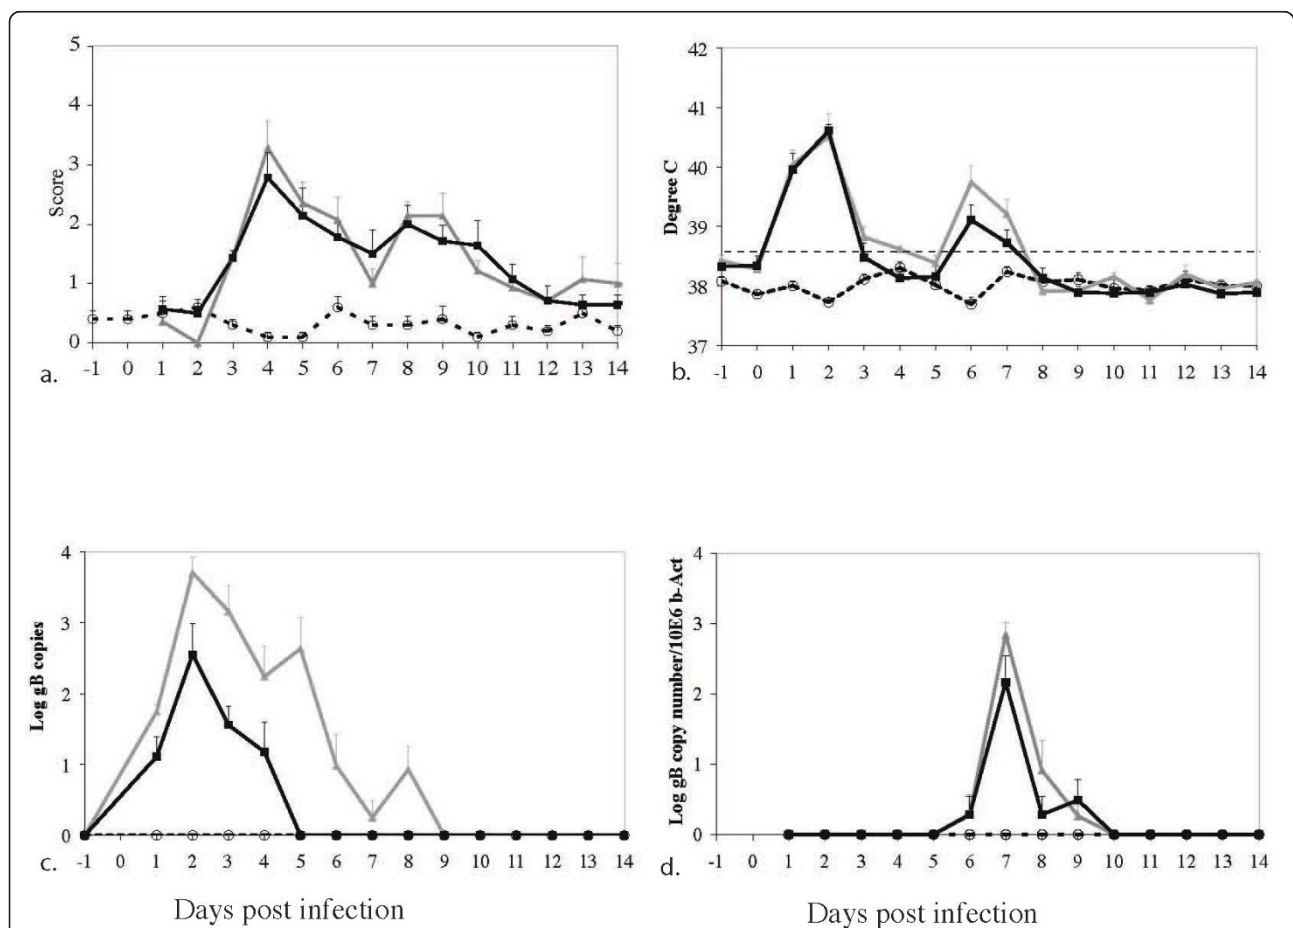 5
4
3
2
1
0
Score
-1 0 1 2 3 4 5 6 7 8 9 10 11 12 13 14
a.
42
41
40
39
38
37
Degree C
-1 0 1 2 3 4 5 6 7 8 9 10 11 12 13 14
b.
4
3
2
1
0
Log gB copies
-1 0 1 2 3 4 5 6 7 8 9 10 11 12 13 14
c.
Days post infection
4
3
2
1
0
Log gB copy number/10E6 b-Act
-1 0 1 2 3 4 5 6 7 8 9 10 11 12 13 14
d.
Days post infection